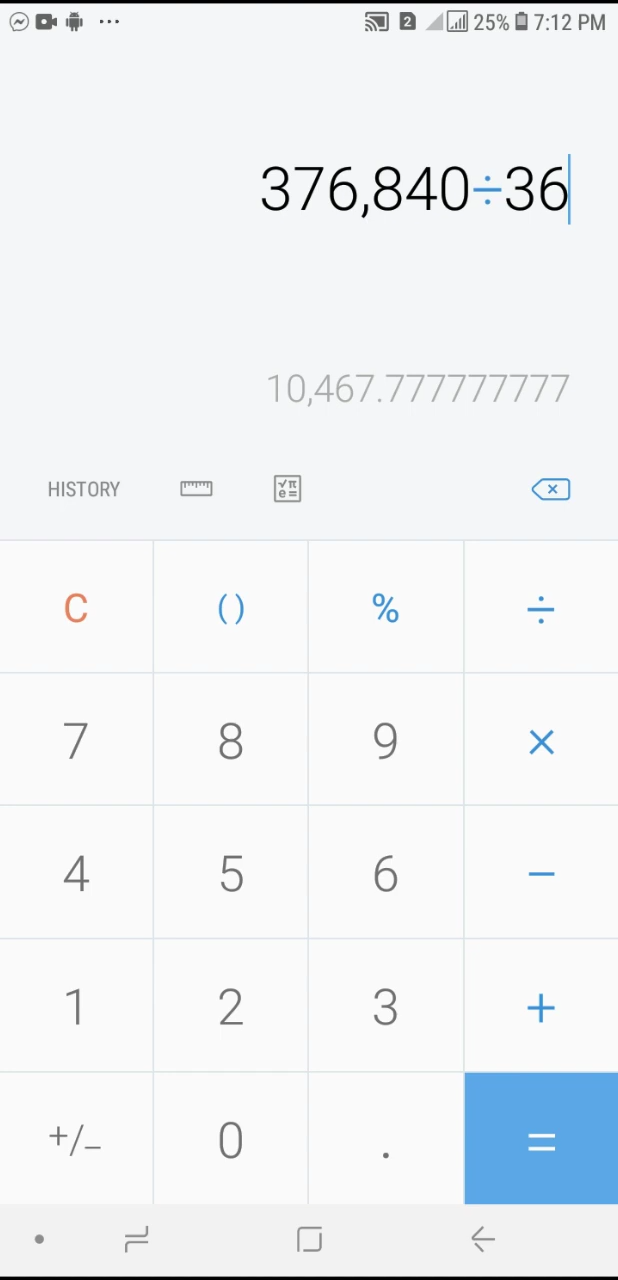 2 25% 7:12 PM
376,840÷36
10,467.777777777
HISTORY √π e=
C () % ÷
7 8 9 ×
4 5 6 −
1 2 3 +
+/− 0 . =